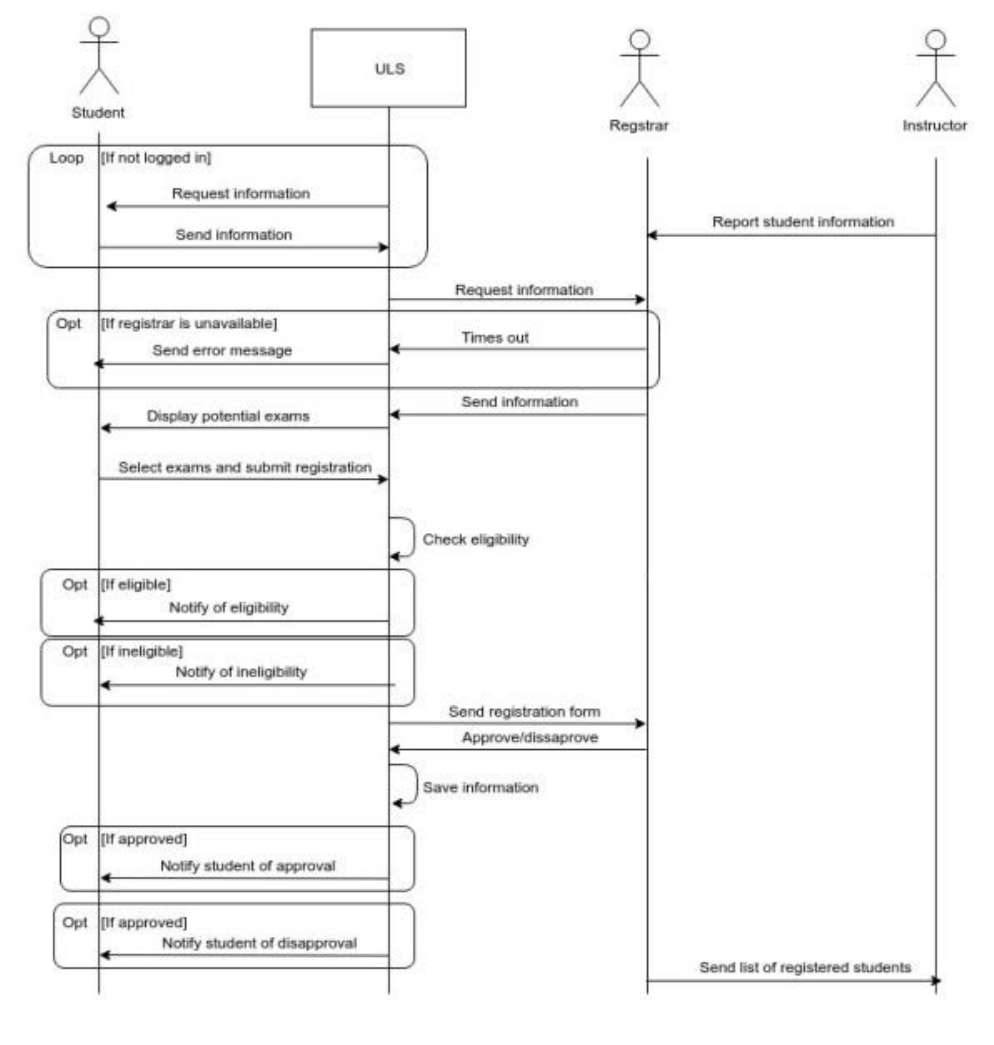 ULS
Student
Regstrar
Instructor
Loop [If not logged in]
Request information
Send information
Report student information
Request information
Opt [If registrar is unavailable]
Times out
Send error message
Send information
Display potential exams
Select exams and submit registration
Check eligibility
Opt [If eligible]
Notify of eligibility
Opt [If ineligible]
Notify of ineligibility
Send registration form
Approve/dissaprove
Save information
Opt [If approved]
Notify student of approval
Opt [If approved]
Notify student of disapproval
Send list of registered students